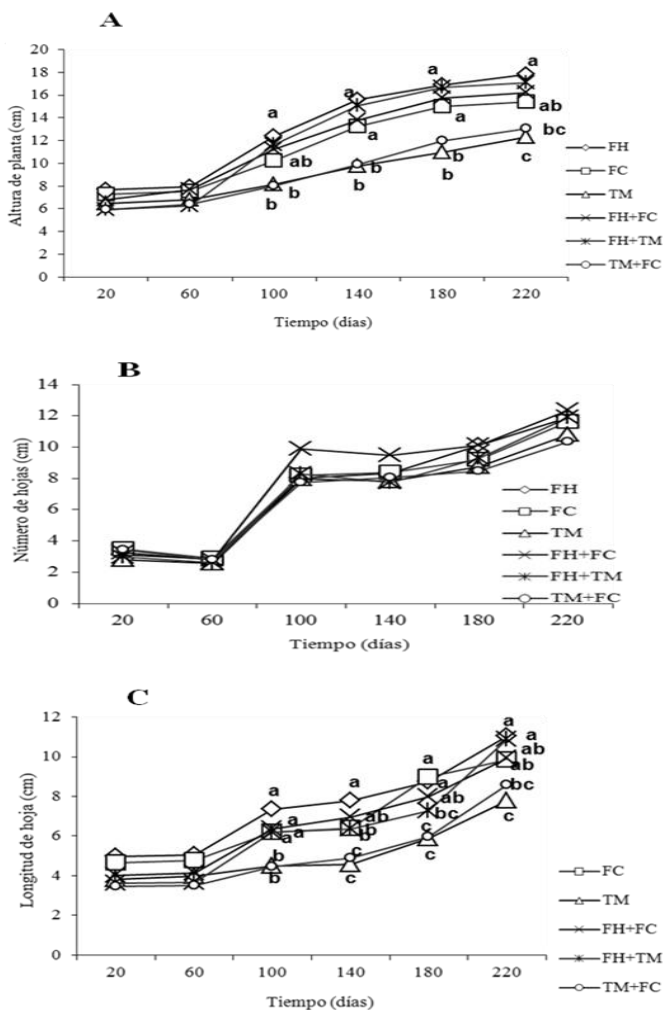 A
Altura de planta (cm)
20
18
16
14
12
10
8
6
4
2
0
a
a
a
a
ab
a
a
ab
bc
b
b
b
b
b
b
c
20 60 100 140 180 220
Tiempo (días)
FH
FC
TM
FH+FC
FH+TM
TM+FC
B
Número de hojas (cm)
14
12
10
8
6
4
2
0
20 60 100 140 180 220
Tiempo (días)
FH
FC
TM
FH+FC
FH+TM
TM+FC
C
Longitud de hoja (cm)
12
10
8
6
4
2
0
a
a
a
a
a
a
ab
ab
a
a
ab
b
b
ab
bc
bc
b
b
c
c
c
c
c
20 60 100 140 180 220
Tiempo (días)
FC
TM
FH+FC
FH+TM
TM+FC